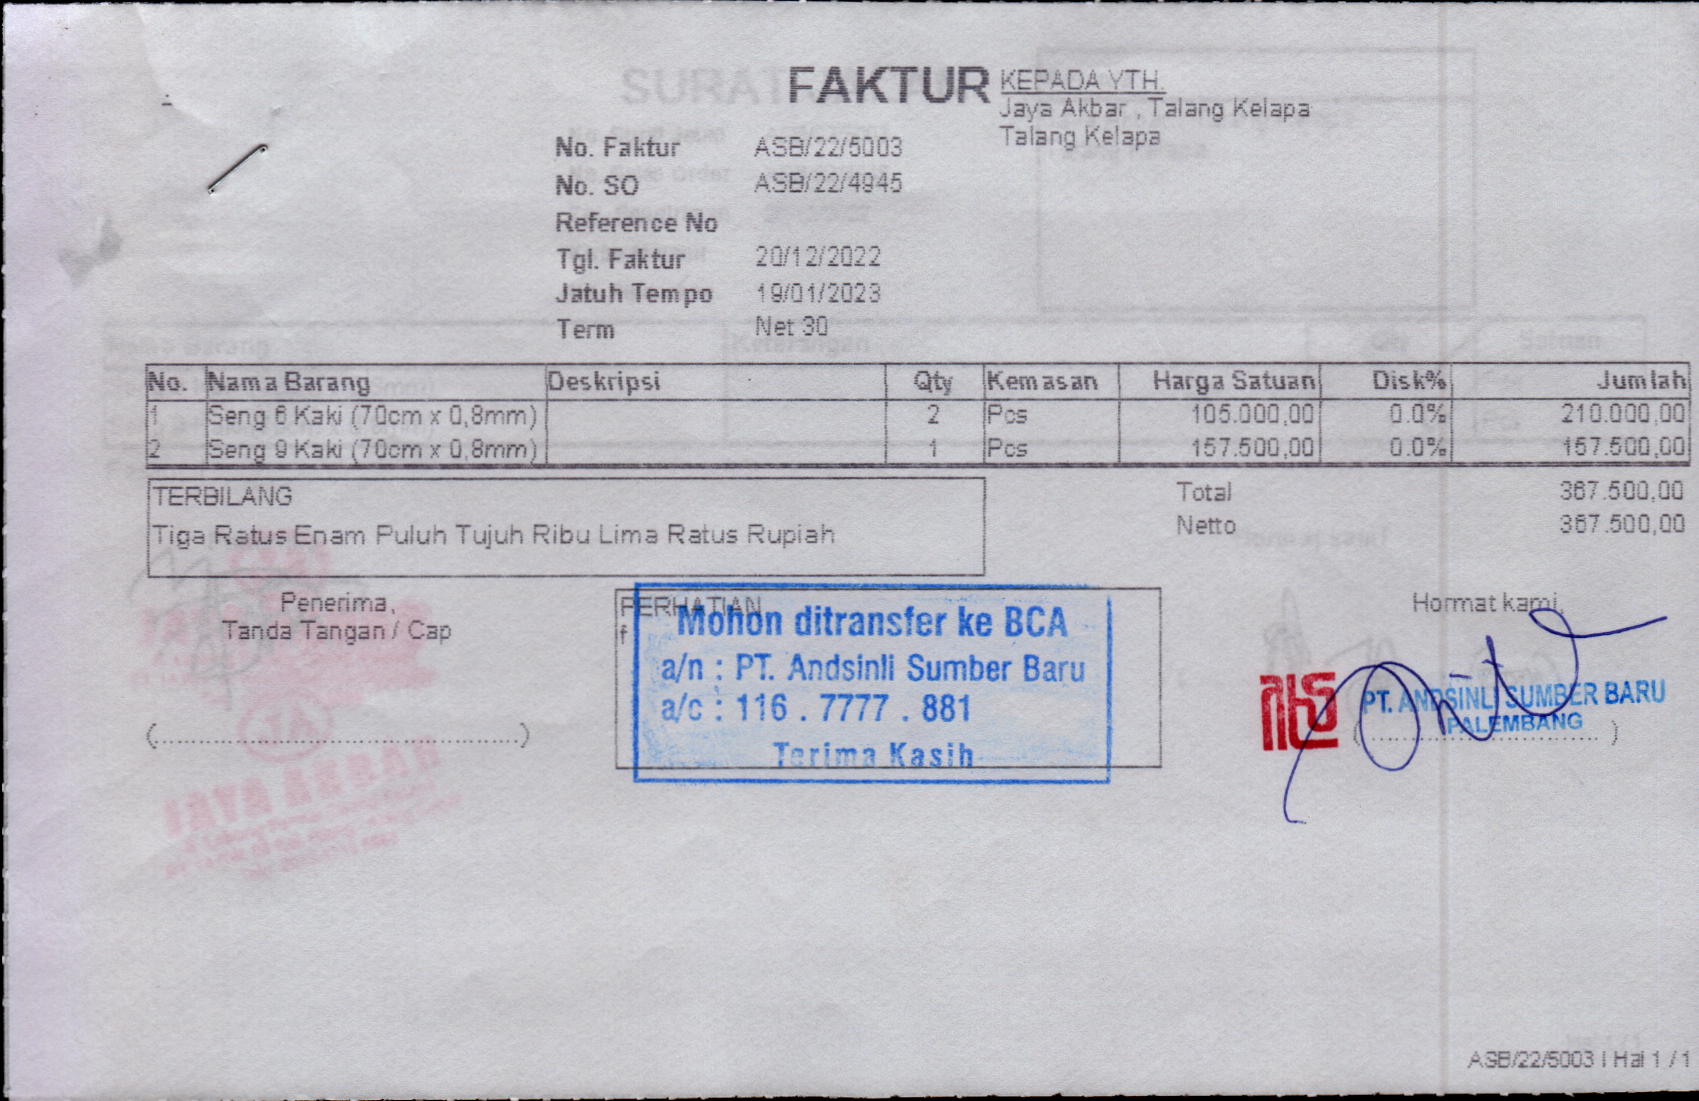 FAKTUR
KEPADA YTH.
Jaya Akbar , Talang Kelapa
Talang Kelapa
No. Faktur ASB/22/5003
No. SO ASB/22/4945
Reference No
Tgl. Faktur 20/12/2022
Jatuh Tempo 19/01/2023
Term Net 30
No. Nama Barang Deskripsi Qty Kemasan Harga Satuan Disk% Jumlah
1 Seng 6 Kaki (70cm x 0,8mm) 2 Pcs 105.000,00 0.0% 210.000,00
2 Seng 9 Kaki (70cm x 0,8mm) 1 Pcs 157.500,00 0.0% 157.500,00
TERBILANG
Tiga Ratus Enam Puluh Tujuh Ribu Lima Ratus Rupiah
Total 367.500,00
Netto 367.500,00
Penerima,
Tanda Tangan / Cap
(.................................................)
PERHATIAN
f
Mohon ditransfer ke BCA
a/n : PT. Andsinli Sumber Baru
a/c : 116 . 7777 . 881
Terima Kasih
Hormat kami,
PT. ANDSINLI SUMBER BARU
PALEMBANG
(.................................)
ASB/22/5003 | Hal 1 / 1